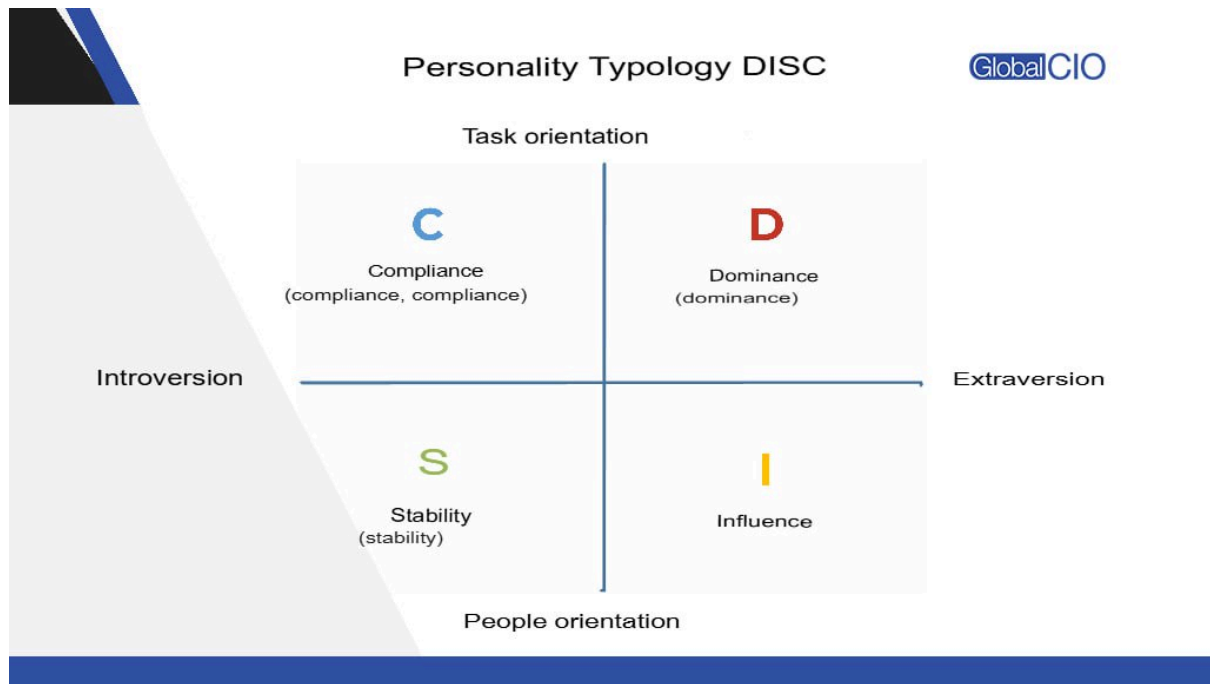 Personality Typology DISC
GlobalCIO
Task orientation
C
Compliance
(compliance, compliance)
D
Dominance
(dominance)
Introversion
Extraversion
S
Stability
(stability)
I
Influence
People orientation